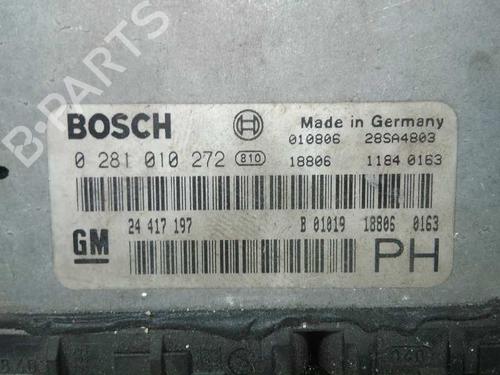 B-PARTS
BOSCH
Made in Germany
010806 28SA4803
0 281 010 272 810 18806 1184 0163
24 417 197 B 01019 18806 0163
GM
PH